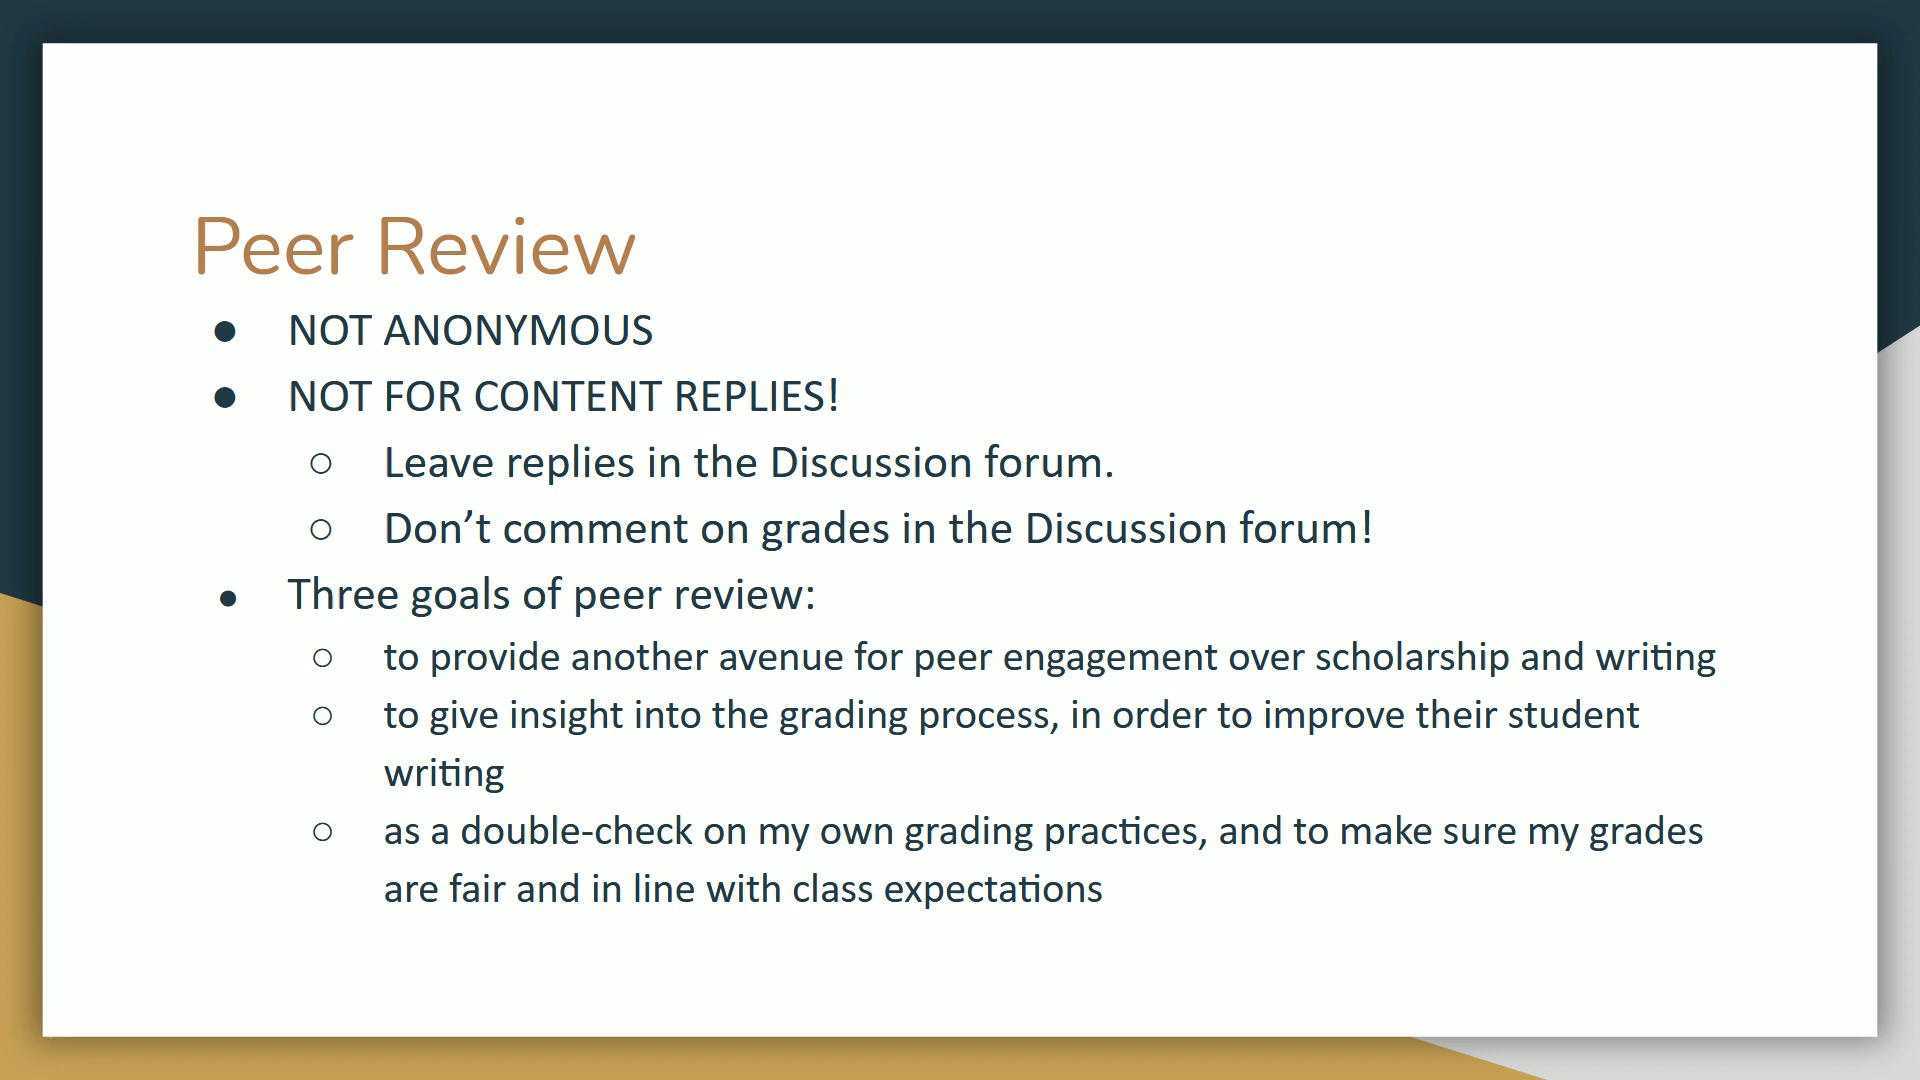 Peer Review
● NOT ANONYMOUS
● NOT FOR CONTENT REPLIES!
○ Leave replies in the Discussion forum.
○ Don’t comment on grades in the Discussion forum!
● Three goals of peer review:
○ to provide another avenue for peer engagement over scholarship and writing
○ to give insight into the grading process, in order to improve their student
writing
○ as a double-check on my own grading practices, and to make sure my grades
are fair and in line with class expectations